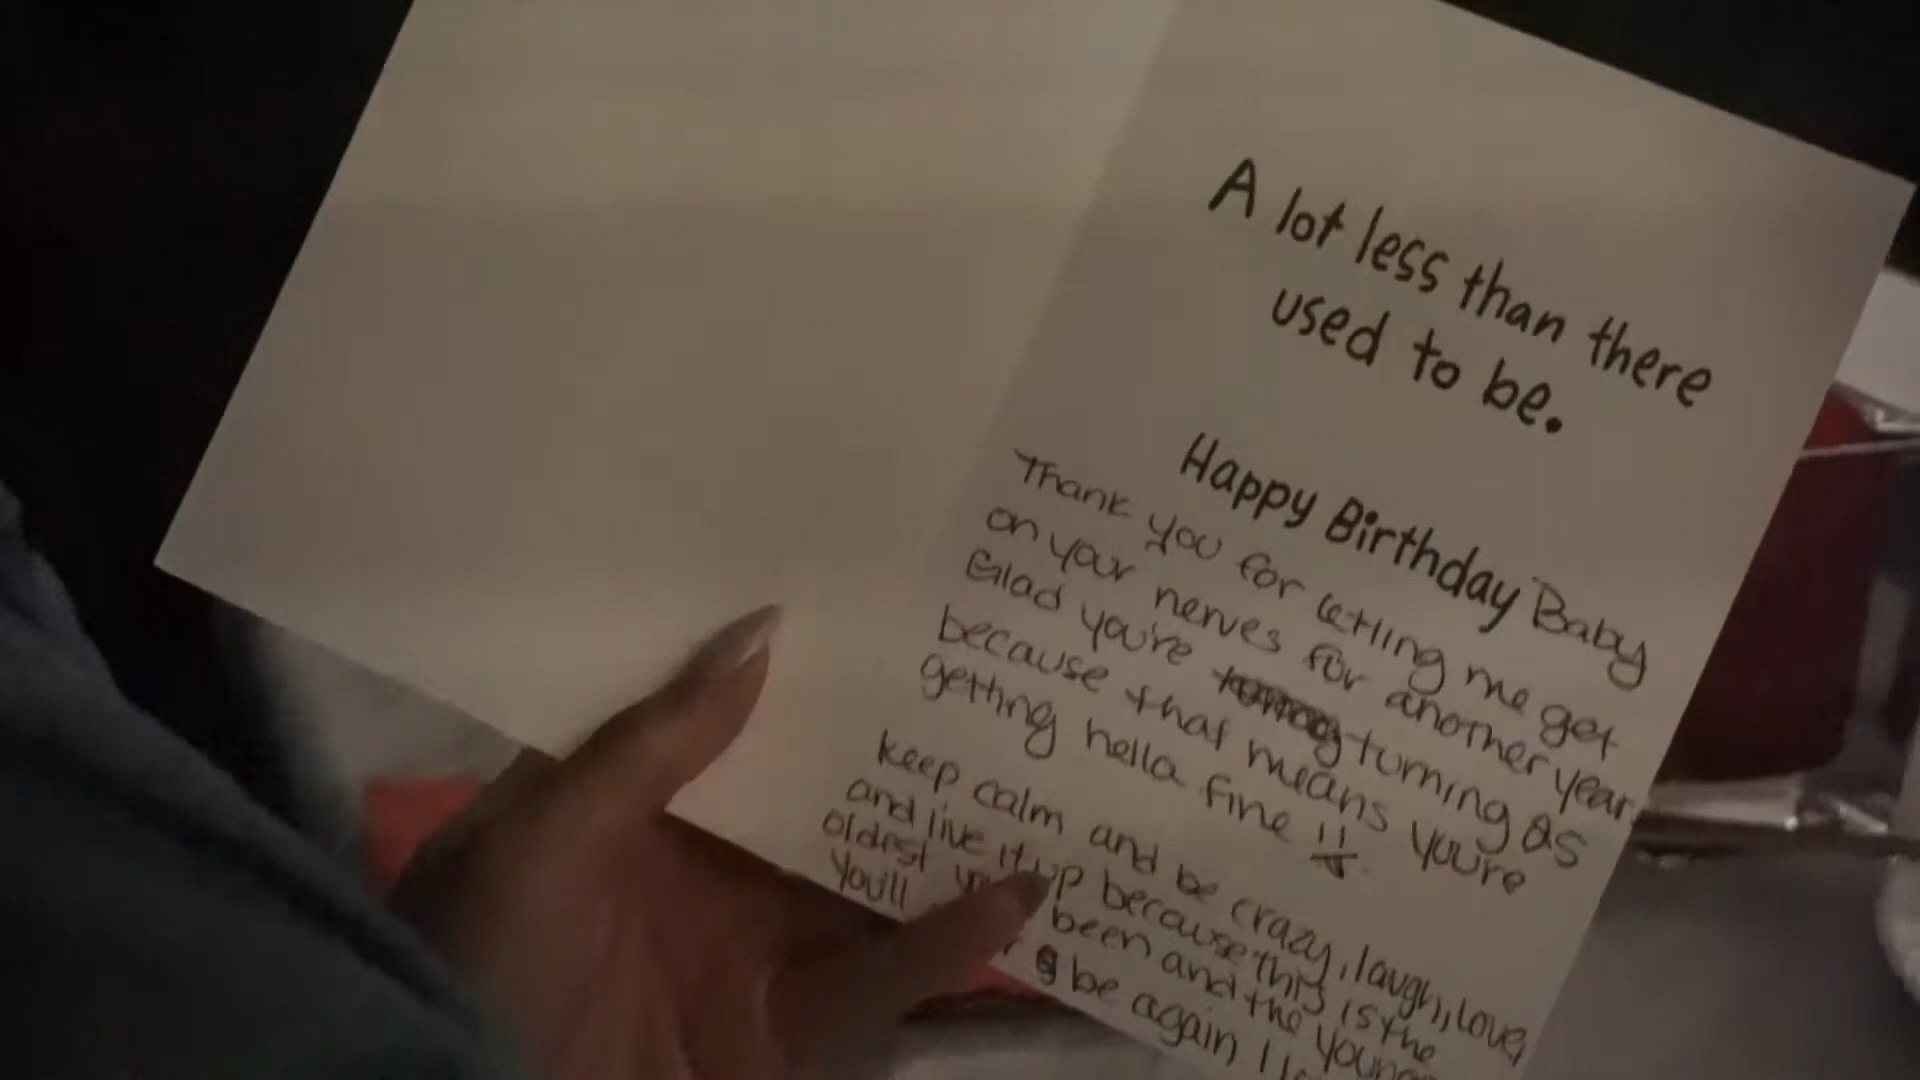 A lot less than there
used to be.
Happy Birthday Baby
Thank you for letting me get
on your nerves for another year.
Glad you're turning 25
because that means you're
getting hella fine !!
keep calm and be crazy, laugh, love,
and live it up because this is the
oldest been and the
You'll be again